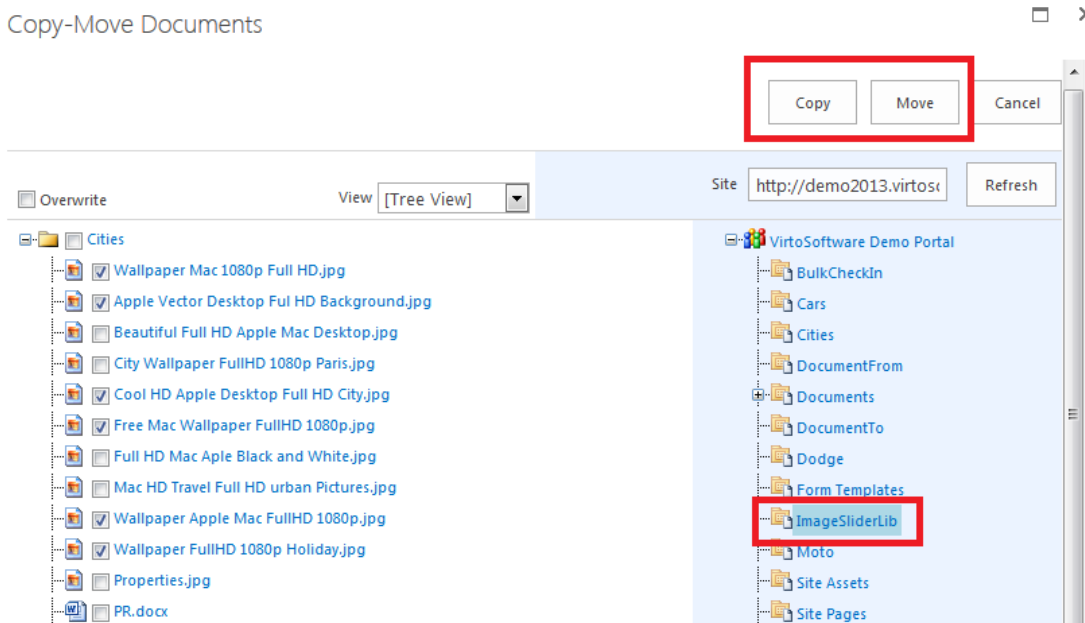 Copy-Move Documents
Copy Move Cancel
Overwrite View [Tree View] Site http://demo2013.virtoso Refresh
Cities
Wallpaper Mac 1080p Full HD.jpg
Apple Vector Desktop Ful HD Background.jpg
Beautiful Full HD Apple Mac Desktop.jpg
City Wallpaper FullHD 1080p Paris.jpg
Cool HD Apple Desktop Full HD City.jpg
Free Mac Wallpaper FullHD 1080p.jpg
Full HD Mac Aple Black and White.jpg
Mac HD Travel Full HD urban Pictures.jpg
Wallpaper Apple Mac FullHD 1080p.jpg
Wallpaper FullHD 1080p Holiday.jpg
Properties.jpg
PR.docx
VirtoSoftware Demo Portal
BulkCheckIn
Cars
Cities
DocumentFrom
Documents
DocumentTo
Dodge
Form Templates
ImageSliderLib
Moto
Site Assets
Site Pages